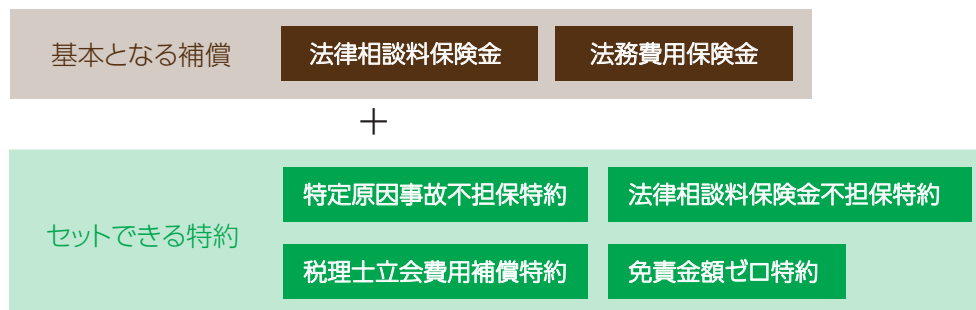 基本となる補償
法律相談料保険金
法務費用保険金
＋
セットできる特約
特定原因事故不担保特約
法律相談料保険金不担保特約
税理士立会費用補償特約
免責金額ゼロ特約